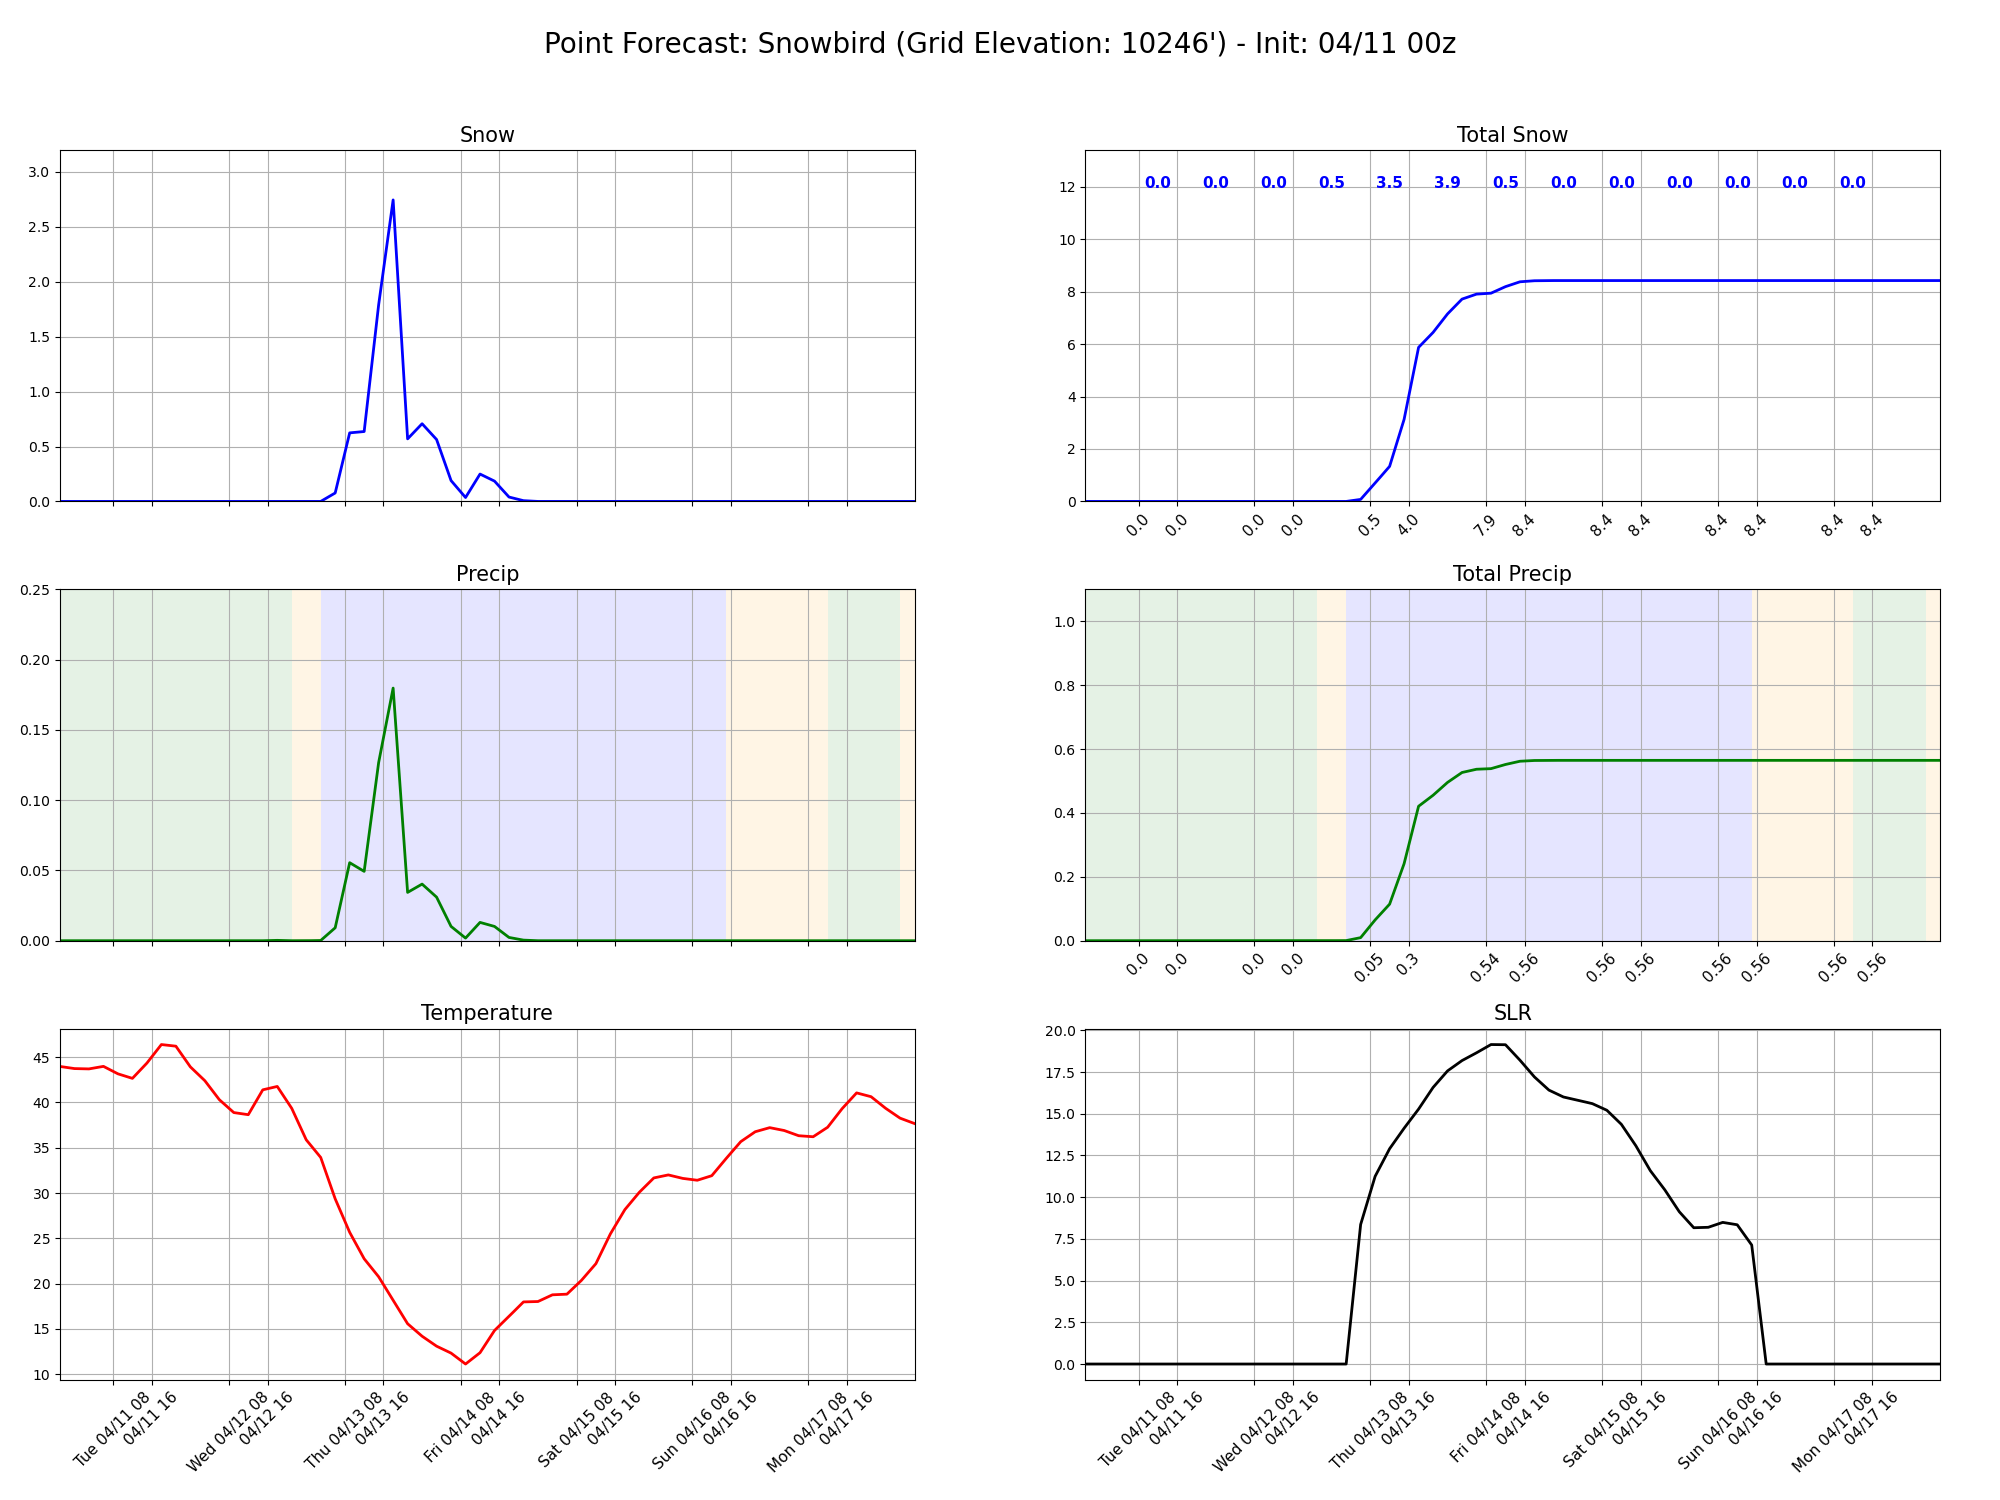 Point Forecast: Snowbird (Grid Elevation: 10246') - Init: 04/11 00z
Snow
3.0
2.5
2.0
1.5
1.0
0.5
0.0
Total Snow
0.0 0.0 0.0 0.5 3.5 3.9 0.5 0.0 0.0 0.0 0.0 0.0 0.0
12
10
8
6
4
2
0
0.0 0.0 0.0 0.0 0.5 4.0 7.9 8.4 8.4 8.4 8.4 8.4 8.4 8.4
Precip
0.25
0.20
0.15
0.10
0.05
0.00
Total Precip
1.0
0.8
0.6
0.4
0.2
0.0
0.0 0.0 0.0 0.0 0.05 0.3 0.54 0.56 0.56 0.56 0.56 0.56 0.56 0.56
Temperature
45
40
35
30
25
20
15
10
Tue 04/11 08
04/11 16
Wed 04/12 08
04/12 16
Thu 04/13 08
04/13 16
Fri 04/14 08
04/14 16
Sat 04/15 08
04/15 16
Sun 04/16 08
04/16 16
Mon 04/17 08
04/17 16
SLR
20.0
17.5
15.0
12.5
10.0
7.5
5.0
2.5
0.0
Tue 04/11 08
04/11 16
Wed 04/12 08
04/12 16
Thu 04/13 08
04/13 16
Fri 04/14 08
04/14 16
Sat 04/15 08
04/15 16
Sun 04/16 08
04/16 16
Mon 04/17 08
04/17 16